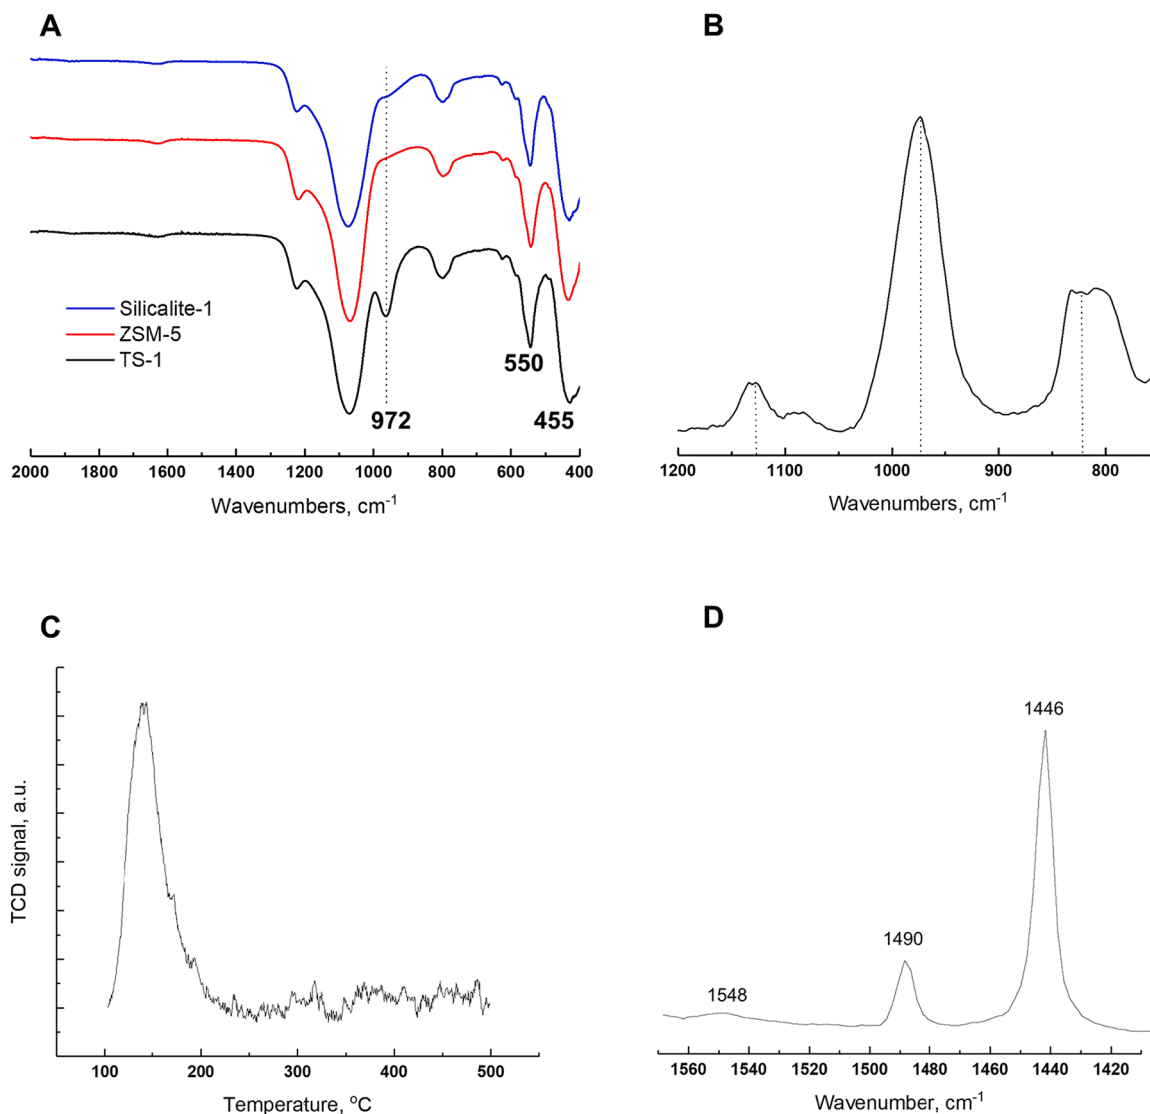 A
Silicalite-1
ZSM-5
TS-1
550
972
455
2000 1800 1600 1400 1200 1000 800 600 400
Wavenumbers, cm⁻¹
B
1200 1100 1000 900 800
Wavenumbers, cm⁻¹
C
TCD signal, a.u.
100 200 300 400 500
Temperature, °C
D
1446
1490
1548
1560 1540 1520 1500 1480 1460 1440 1420
Wavenumber, cm⁻¹